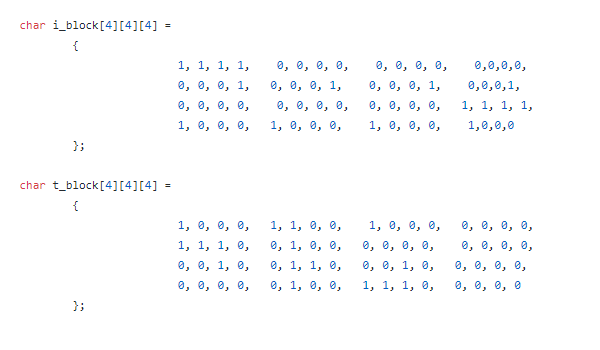 char i_block[4][4][4] =
{
1, 1, 1, 1, 0, 0, 0, 0, 0, 0, 0, 0, 0,0,0,0,
0, 0, 0, 1, 0, 0, 0, 1, 0, 0, 0, 1, 0,0,0,1,
0, 0, 0, 0, 0, 0, 0, 0, 0, 0, 0, 0, 1, 1, 1, 1,
1, 0, 0, 0, 1, 0, 0, 0, 1, 0, 0, 0, 1,0,0,0
};
char t_block[4][4][4] =
{
1, 0, 0, 0, 1, 1, 0, 0, 1, 0, 0, 0, 0, 0, 0, 0,
1, 1, 1, 0, 0, 1, 0, 0, 0, 0, 0, 0, 0, 0, 0, 0,
0, 0, 1, 0, 0, 1, 1, 0, 0, 0, 1, 0, 0, 0, 0, 0,
0, 0, 0, 0, 0, 1, 0, 0, 1, 1, 1, 0, 0, 0, 0, 0
};